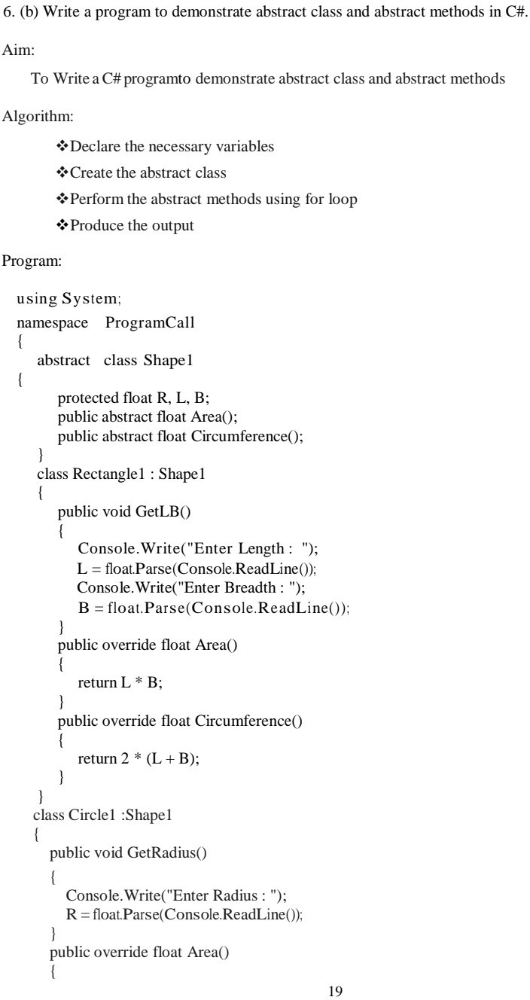 6. (b) Write a program to demonstrate abstract class and abstract methods in C#.
Aim:
To Write a C# programto demonstrate abstract class and abstract methods
Algorithm:
❖Declare the necessary variables
❖Create the abstract class
❖Perform the abstract methods using for loop
❖Produce the output
Program:
using System;
namespace ProgramCall
{
abstract class Shape1
{
protected float R, L, B;
public abstract float Area();
public abstract float Circumference();
}
class Rectangle1 : Shape1
{
public void GetLB()
{
Console.Write("Enter Length : ");
L = float.Parse(Console.ReadLine());
Console.Write("Enter Breadth : ");
B = float.Parse(Console.ReadLine());
}
public override float Area()
{
return L * B;
}
public override float Circumference()
{
return 2 * (L + B);
}
}
class Circle1 :Shape1
{
public void GetRadius()
{
Console.Write("Enter Radius : ");
R = float.Parse(Console.ReadLine());
}
public override float Area()
{
19